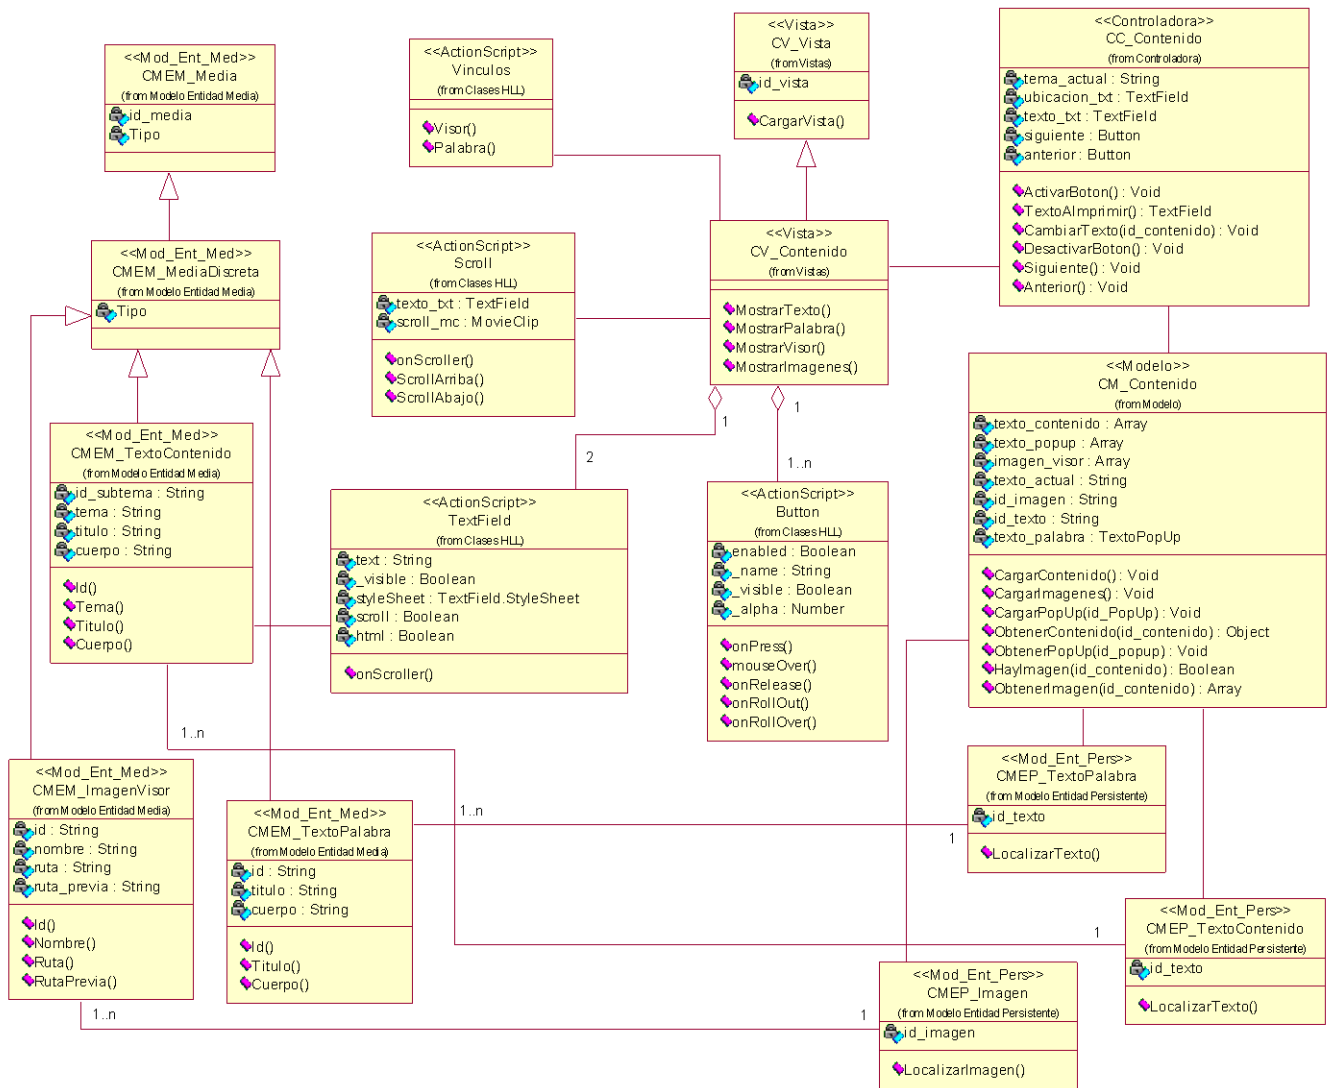 <<Mod_Ent_Med>>
CMEM_Media
(from Modelo Entidad Media)
id_media
Tipo
<<ActionScript>>
Vinculos
(from Clases HLL)
Visor()
Palabra()
<<Vista>>
CV_Vista
(from Vistas)
id_vista
CargarVista()
<<Controladora>>
CC_Contenido
(from Controladora)
tema_actual : String
ubicacion_txt : TextField
texto_txt : TextField
siguiente : Button
anterior : Button
ActivarBoton() : Void
TextoAImprimir() : TextField
CambiarTexto(id_contenido) : Void
DesactivarBoton() : Void
Siguiente() : Void
Anterior() : Void
<<Mod_Ent_Med>>
CMEM_MediaDiscreta
(from Modelo Entidad Media)
Tipo
<<ActionScript>>
Scroll
(from Clases HLL)
texto_txt : TextField
scroll_mc : MovieClip
onScroller()
ScrollArriba()
ScrollAbajo()
<<Vista>>
CV_Contenido
(from Vistas)
MostrarTexto()
MostrarPalabra()
MostrarVisor()
MostrarImagenes()
1
1
2
1..n
<<Modelo>>
CM_Contenido
(from Modelo)
texto_contenido : Array
texto_popup : Array
imagen_visor : Array
texto_actual : String
id_imagen : String
id_texto : String
texto_palabra : TextoPopUp
CargarContenido() : Void
CargarImagenes() : Void
CargarPopUp(id_PopUp) : Void
ObtenerContenido(id_contenido) : Object
ObtenerPopUp(id_popup) : Void
HayImagen(id_contenido) : Boolean
ObtenerImagen(id_contenido) : Array
<<Mod_Ent_Med>>
CMEM_TextoContenido
(from Modelo Entidad Media)
id_subtema : String
tema : String
titulo : String
cuerpo : String
Id()
Tema()
Titulo()
Cuerpo()
<<ActionScript>>
TextField
(from Clases HLL)
text : String
_visible : Boolean
styleSheet : TextField.StyleSheet
scroll : Boolean
html : Boolean
onScroller()
<<ActionScript>>
Button
(from Clases HLL)
enabled : Boolean
_name : String
_visible : Boolean
_alpha : Number
onPress()
mouseOver()
onRelease()
onRollOut()
onRollOver()
1..n
<<Mod_Ent_Med>>
CMEM_ImagenVisor
(from Modelo Entidad Media)
id : String
nombre : String
ruta : String
ruta_previa : String
Id()
Nombre()
Ruta()
RutaPrevia()
<<Mod_Ent_Med>>
CMEM_TextoPalabra
(from Modelo Entidad Media)
id : String
titulo : String
cuerpo : String
Id()
Titulo()
Cuerpo()
1..n
1
<<Mod_Ent_Pers>>
CMEP_TextoPalabra
(from Modelo Entidad Persistente)
id_texto
LocalizarTexto()
1
<<Mod_Ent_Pers>>
CMEP_TextoContenido
(from Modelo Entidad Persistente)
id_texto
LocalizarTexto()
1..n
1
<<Mod_Ent_Pers>>
CMEP_Imagen
(from Modelo Entidad Persistente)
id_imagen
LocalizarImagen()